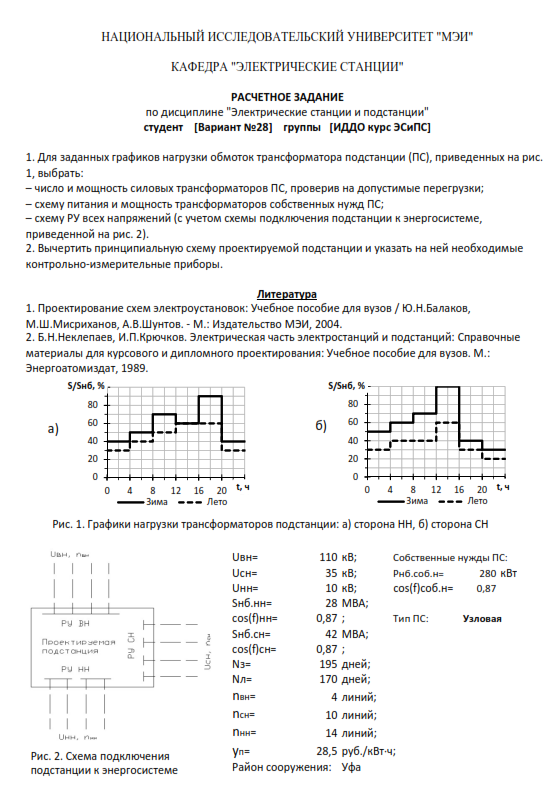 НАЦИОНАЛЬНЫЙ ИССЛЕДОВАТЕЛЬСКИЙ УНИВЕРСИТЕТ "МЭИ"
КАФЕДРА "ЭЛЕКТРИЧЕСКИЕ СТАНЦИИ"
РАСЧЕТНОЕ ЗАДАНИЕ
по дисциплине "Электрические станции и подстанции"
студент [Вариант №28] группы [ИДДО курс ЭСиПС]
1. Для заданных графиков нагрузки обмоток трансформатора подстанции (ПС), приведенных на рис.
1, выбрать:
– число и мощность силовых трансформаторов ПС, проверив на допустимые перегрузки;
– схему питания и мощность трансформаторов собственных нужд ПС;
– схему РУ всех напряжений (с учетом схемы подключения подстанции к энергосистеме,
приведенной на рис. 2).
2. Вычертить принципиальную схему проектируемой подстанции и указать на ней необходимые
контрольно-измерительные приборы.
Литература
1. Проектирование схем электроустановок: Учебное пособие для вузов / Ю.Н.Балаков,
М.Ш.Мисриханов, А.В.Шунтов. - М.: Издательство МЭИ, 2004.
2. Б.Н.Неклепаев, И.П.Крючков. Электрическая часть электростанций и подстанций: Справочные
материалы для курсового и дипломного проектирования: Учебное пособие для вузов. М.:
Энергоатомиздат, 1989.
а)
S/Sнб, %
80
60
40
20
0
0 4 8 12 16 20 t, ч
Зима Лето
б)
S/Sнб, %
80
60
40
20
0
0 4 8 12 16 20 t, ч
Зима Лето
Рис. 1. Графики нагрузки трансформаторов подстанции: а) сторона НН, б) сторона СН
Uвн, nвн
РУ ВН
Проектируемая
подстанция
РУ СН
РУ НН
Uсн, nсн
Uнн, nнн
Рис. 2. Схема подключения
подстанции к энергосистеме
Uвн= 110 кВ;
Uсн= 35 кВ;
Uнн= 10 кВ;
Sнб.нн= 28 МВА;
cos(f)нн= 0,87 ;
Sнб.сн= 42 МВА;
cos(f)сн= 0,87 ;
Nз= 195 дней;
Nл= 170 дней;
nвн= 4 линий;
nсн= 10 линий;
nнн= 14 линий;
уп= 28,5 руб./кВт·ч;
Район сооружения: Уфа
Собственные нужды ПС:
Pнб.соб.н= 280 кВт
cos(f)соб.н= 0,87
Тип ПС: Узловая